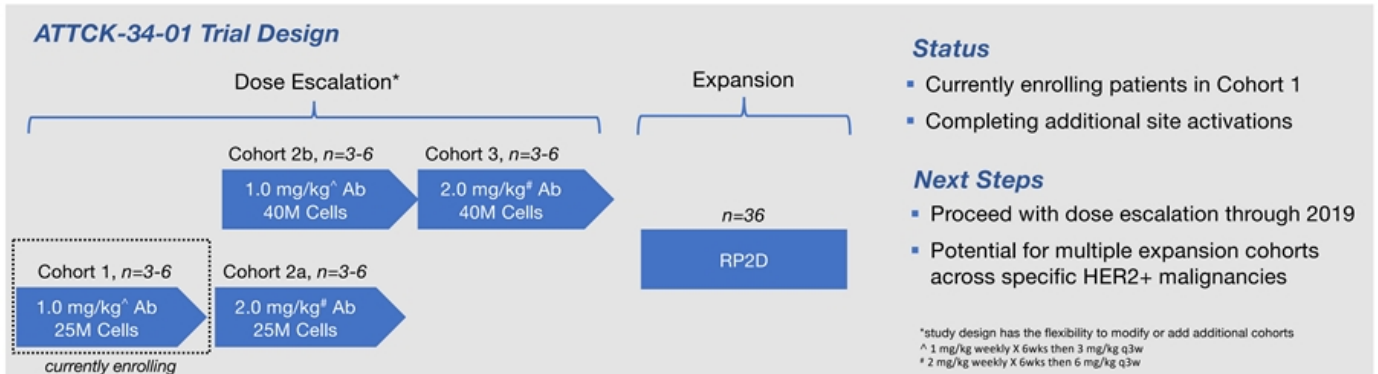 ATTCK-34-01 Trial Design
Dose Escalation*
Expansion
Cohort 2b, n=3-6
1.0 mg/kg^ Ab
40M Cells
Cohort 3, n=3-6
2.0 mg/kg# Ab
40M Cells
Cohort 1, n=3-6
1.0 mg/kg^ Ab
25M Cells
currently enrolling
Cohort 2a, n=3-6
2.0 mg/kg# Ab
25M Cells
n=36
RP2D
Status
▪ Currently enrolling patients in Cohort 1
▪ Completing additional site activations
Next Steps
▪ Proceed with dose escalation through 2019
▪ Potential for multiple expansion cohorts
across specific HER2+ malignancies
*study design has the flexibility to modify or add additional cohorts
^ 1 mg/kg weekly X 6wks then 3 mg/kg q3w
# 2 mg/kg weekly X 6wks then 6 mg/kg q3w